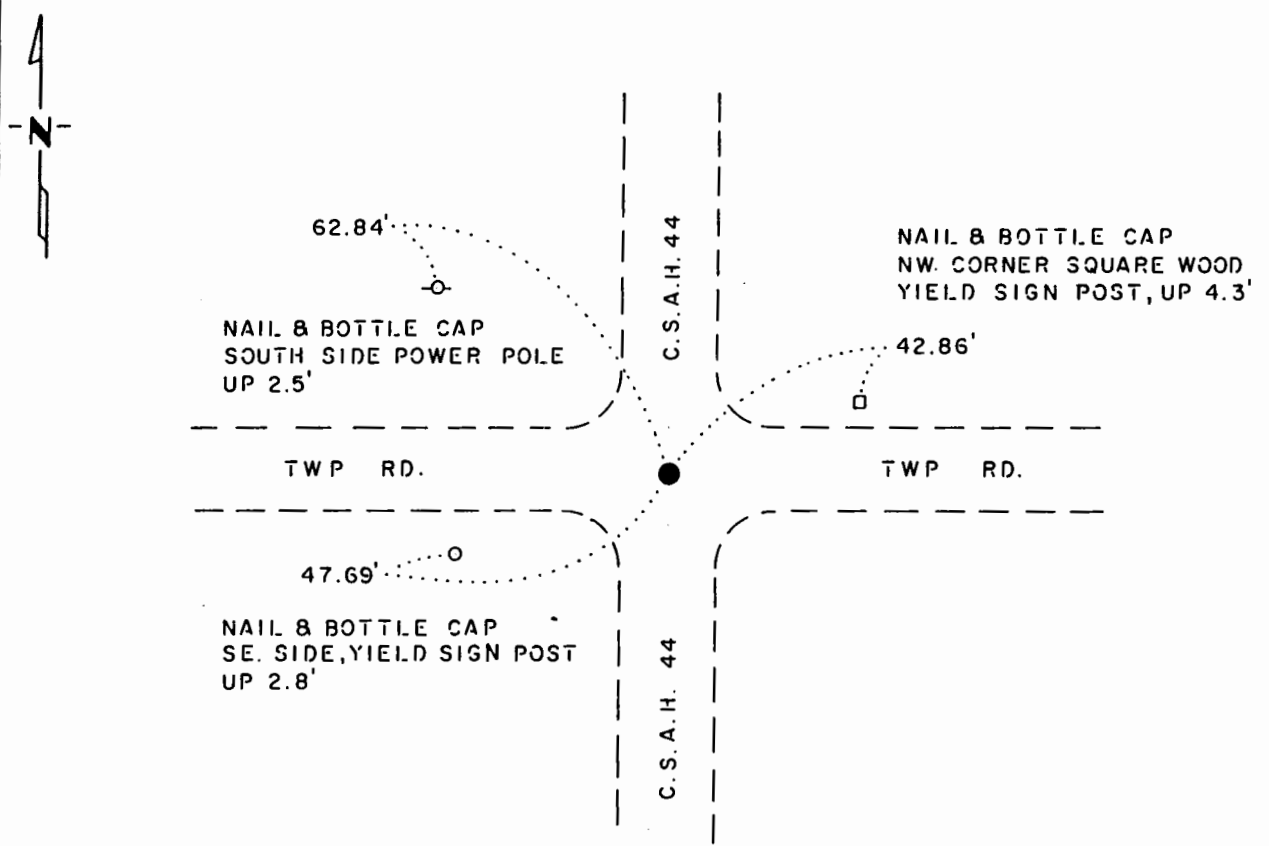 N
62.84'
NAIL & BOTTLE CAP
SOUTH SIDE POWER POLE
UP 2.5'
C.S.A.H. 44
NAIL & BOTTLE CAP
NW. CORNER SQUARE WOOD
YIELD SIGN POST, UP 4.3'
42.86'
TWP RD.
TWP RD.
47.69'
NAIL & BOTTLE CAP
SE. SIDE, YIELD SIGN POST
UP 2.8'
C.S.A.H. 44